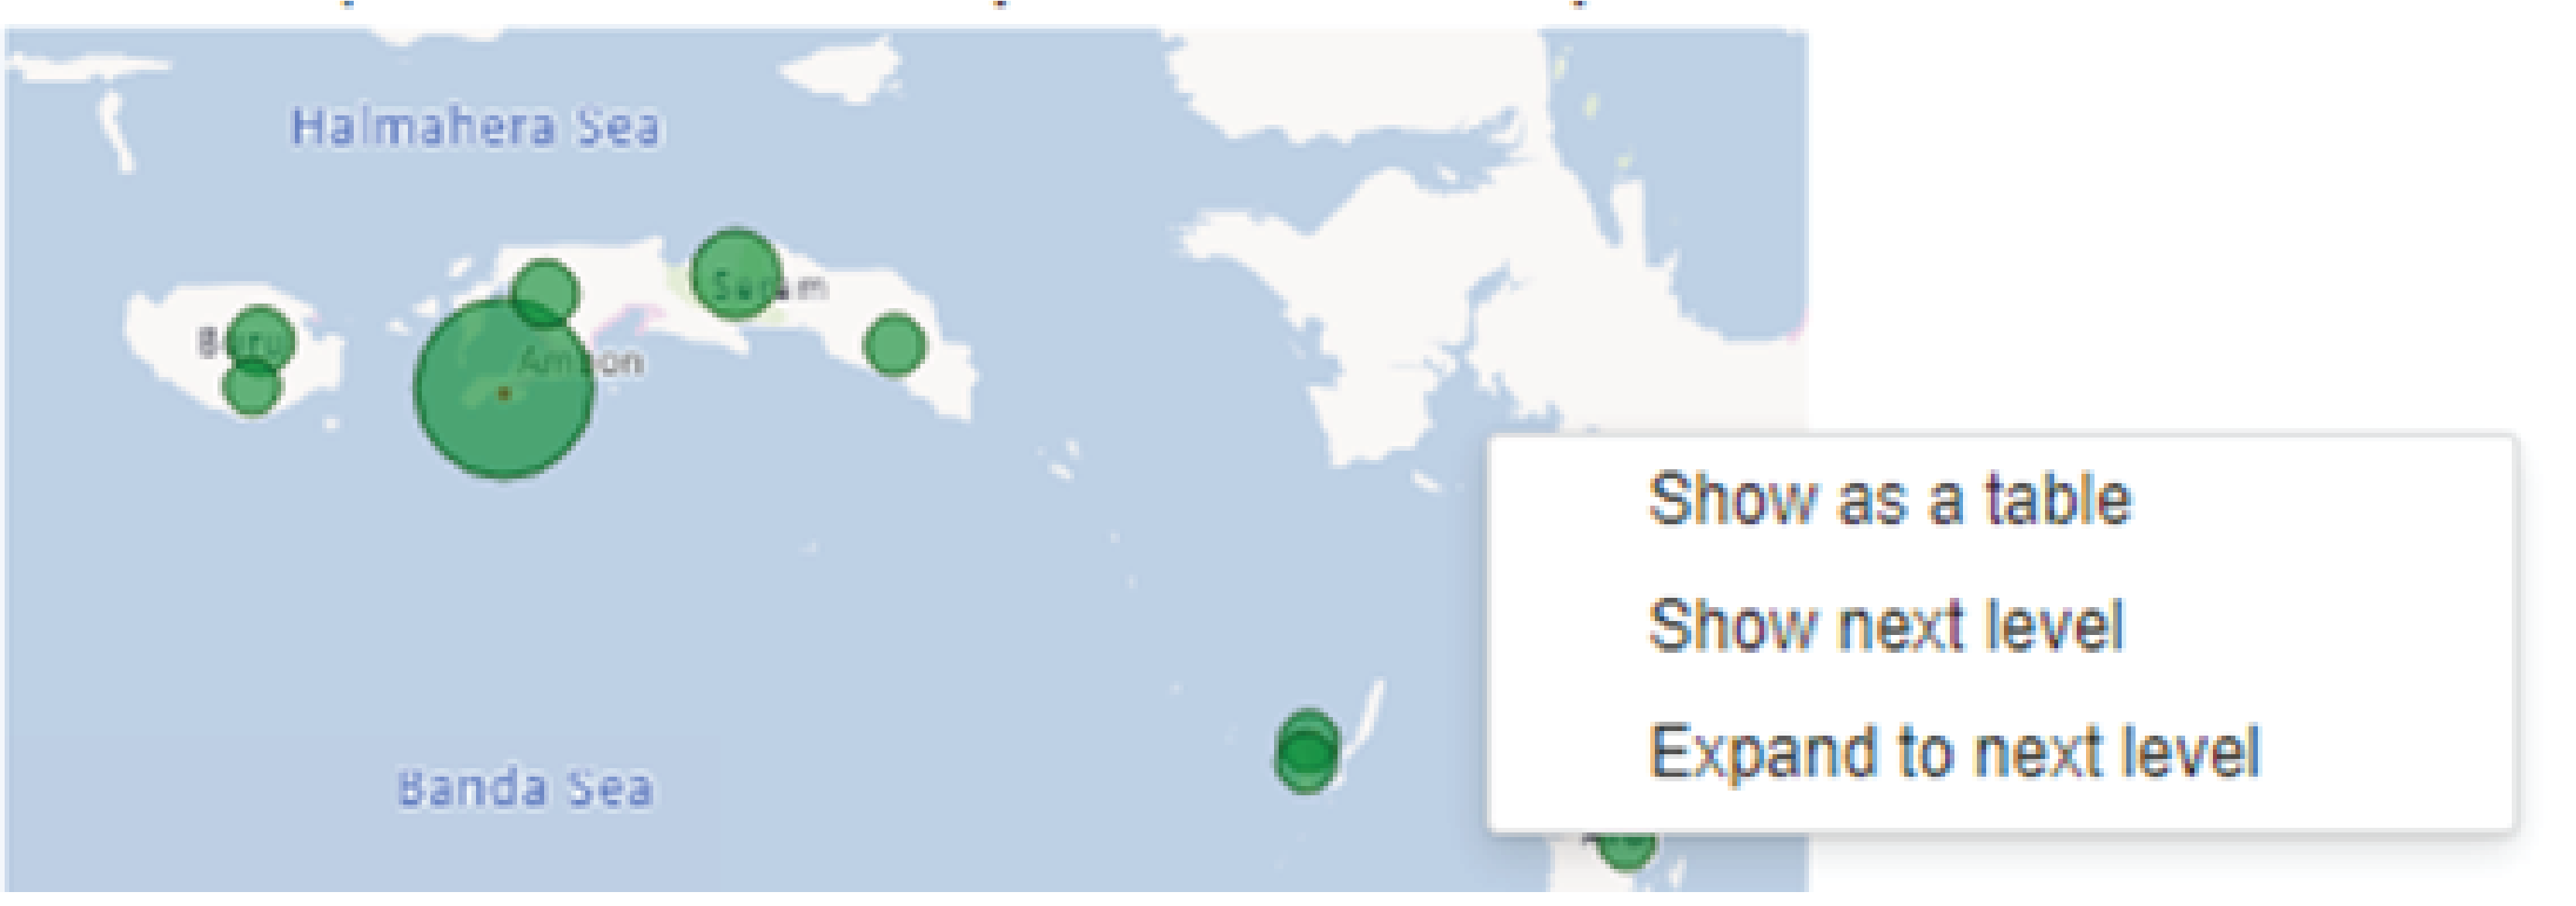 Halmahera Sea
Seram
Buru
Ambon
Show as a table
Show next level
Expand to next level
Banda Sea